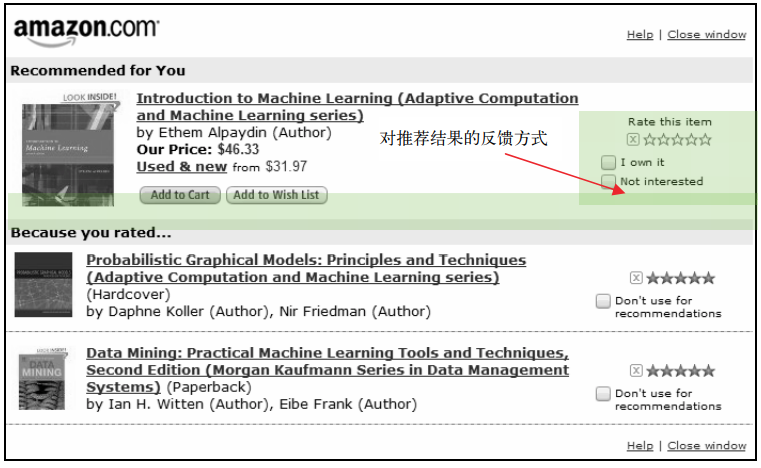 amazon.com
Help | Close window
Recommended for You
LOOK INSIDE!
Introduction to Machine Learning (Adaptive Computation
and Machine Learning series)
by Ethem Alpaydin (Author)
Our Price: $46.33
Used & new from $31.97
Add to Cart Add to Wish List
Machine Learning
对推荐结果的反馈方式
Rate this item
I own it
Not interested
Because you rated...
Probabilistic Graphical Models: Principles and Techniques
(Adaptive Computation and Machine Learning series)
(Hardcover)
by Daphne Koller (Author), Nir Friedman (Author)
Don't use for
recommendations
Data Mining: Practical Machine Learning Tools and Techniques,
Second Edition (Morgan Kaufmann Series in Data Management
Systems) (Paperback)
by Ian H. Witten (Author), Eibe Frank (Author)
LOOK INSIDE!
DATA
MINING
Don't use for
recommendations
Help | Close window